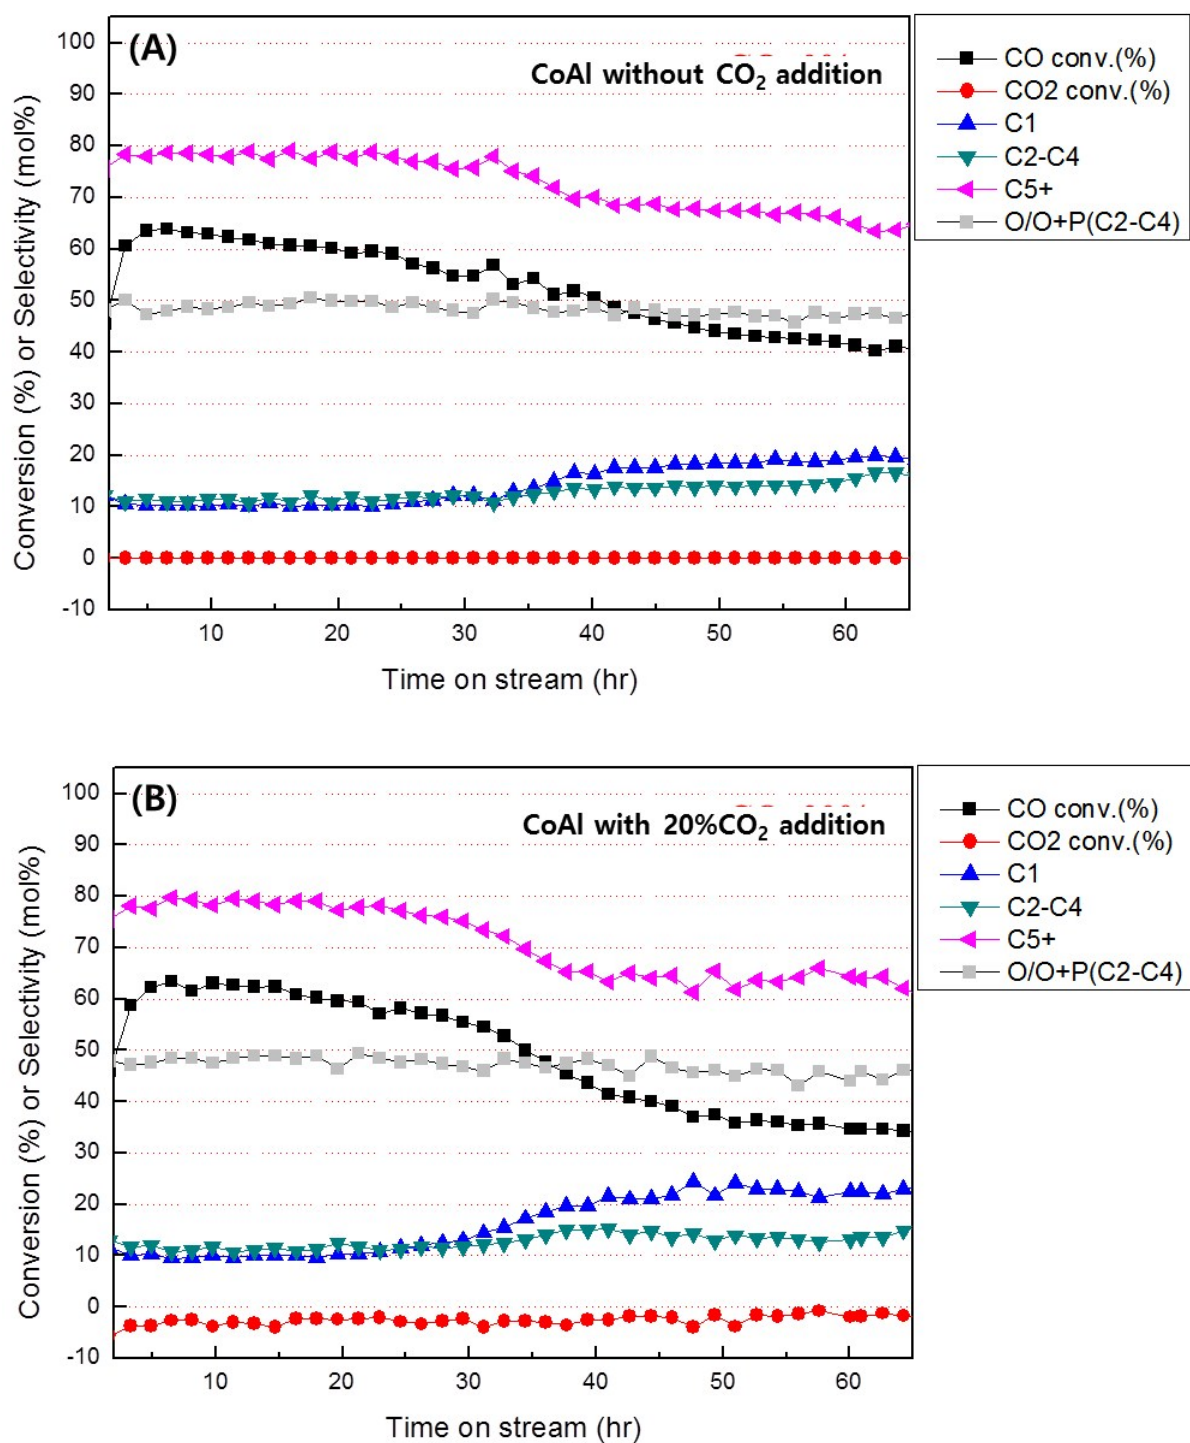 (A)
CoAl without CO₂ addition
100
90
80
70
60
50
40
30
20
10
0
-10
Conversion (%) or Selectivity (mol%)
10 20 30 40 50 60
Time on stream (hr)
CO conv.(%)
CO2 conv.(%)
C1
C2-C4
C5+
O/O+P(C2-C4)
(B)
CoAl with 20%CO₂ addition
100
90
80
70
60
50
40
30
20
10
0
-10
Conversion (%) or Selectivity (mol%)
10 20 30 40 50 60
Time on stream (hr)
CO conv.(%)
CO2 conv.(%)
C1
C2-C4
C5+
O/O+P(C2-C4)